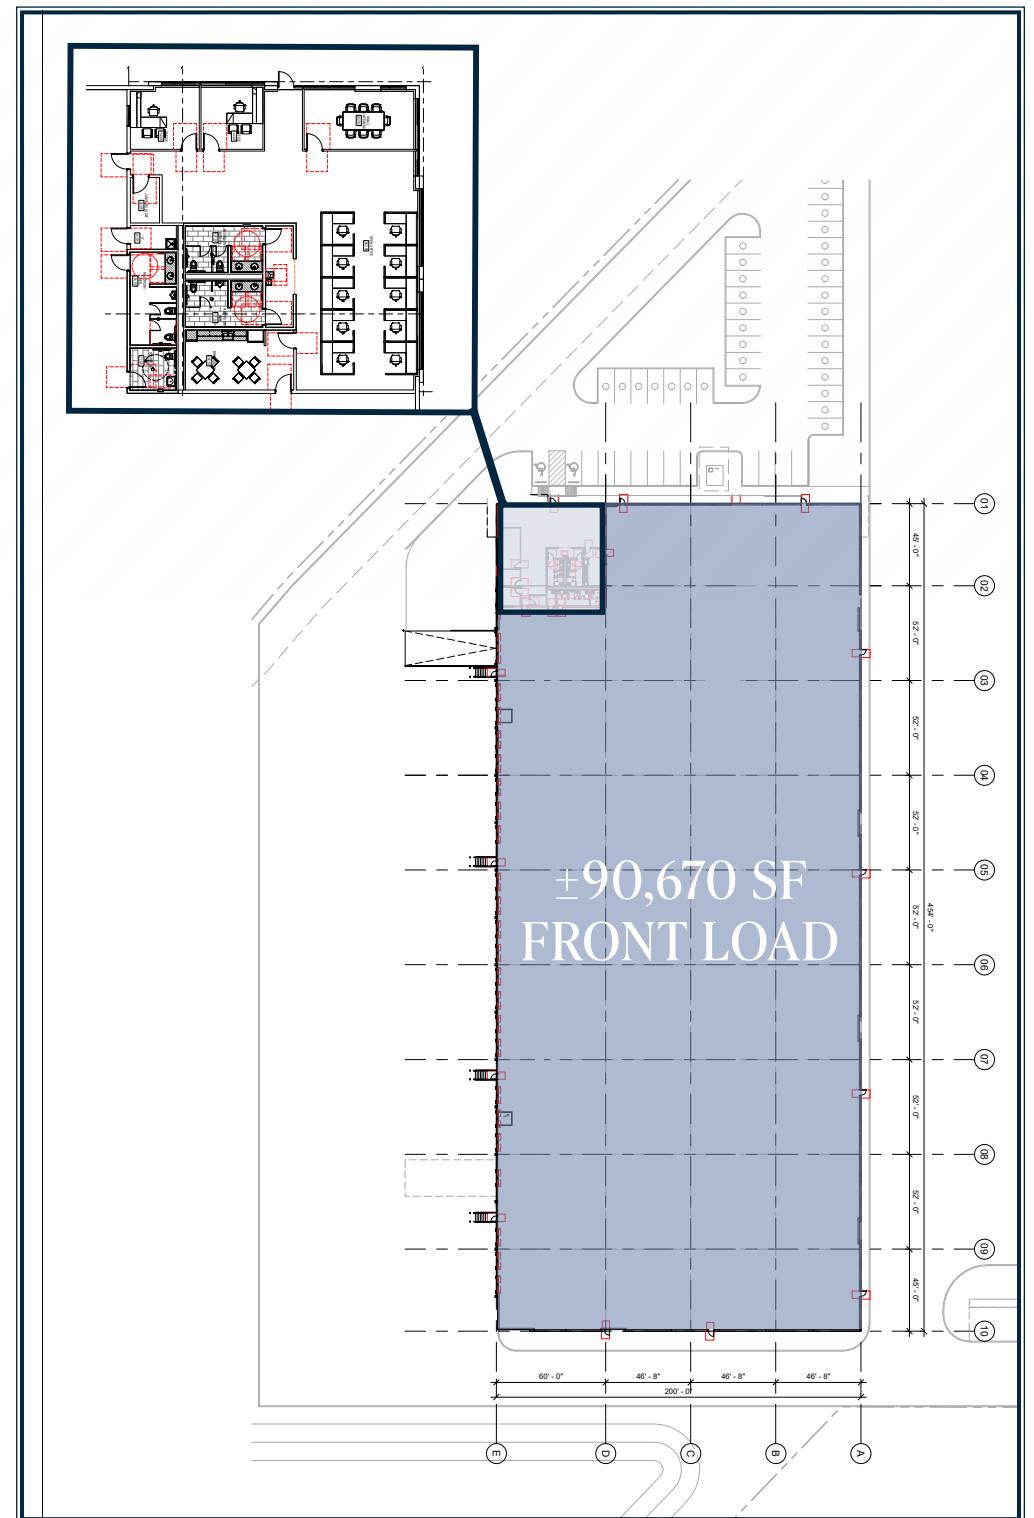 01
45' - 0"
02
52' - 0"
03
52' - 0"
04
52' - 0"
±90,670 SF
FRONT LOAD
05
454' - 0"
52' - 0"
06
52' - 0"
07
52' - 0"
08
52' - 0"
09
45' - 0"
10
60' - 0"
46' - 8"
46' - 8"
46' - 8"
200' - 0"
E
D
C
B
A